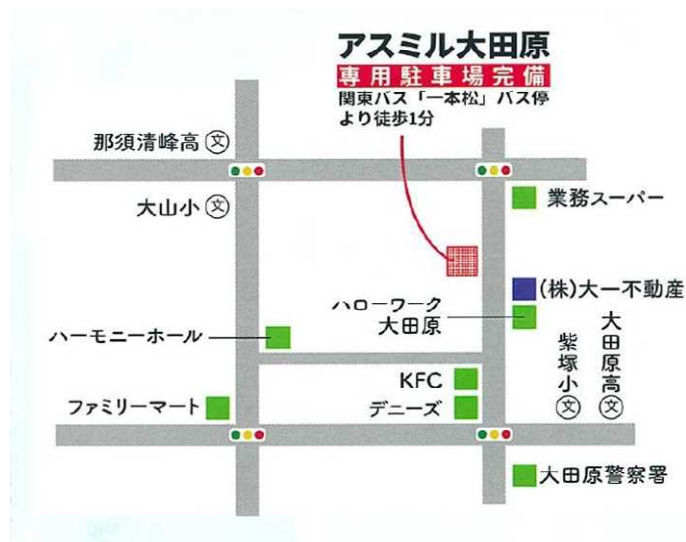 アスミル大田原
専用駐車場完備
関東バス「一本松」バス停
より徒歩1分
那須清峰高 文
大山小 文
業務スーパー
(株)大一不動産
ハローワーク
大田原
ハーモニーホール
大田原高 文
紫塚小 文
KFC
ファミリーマート
デニーズ
大田原警察署